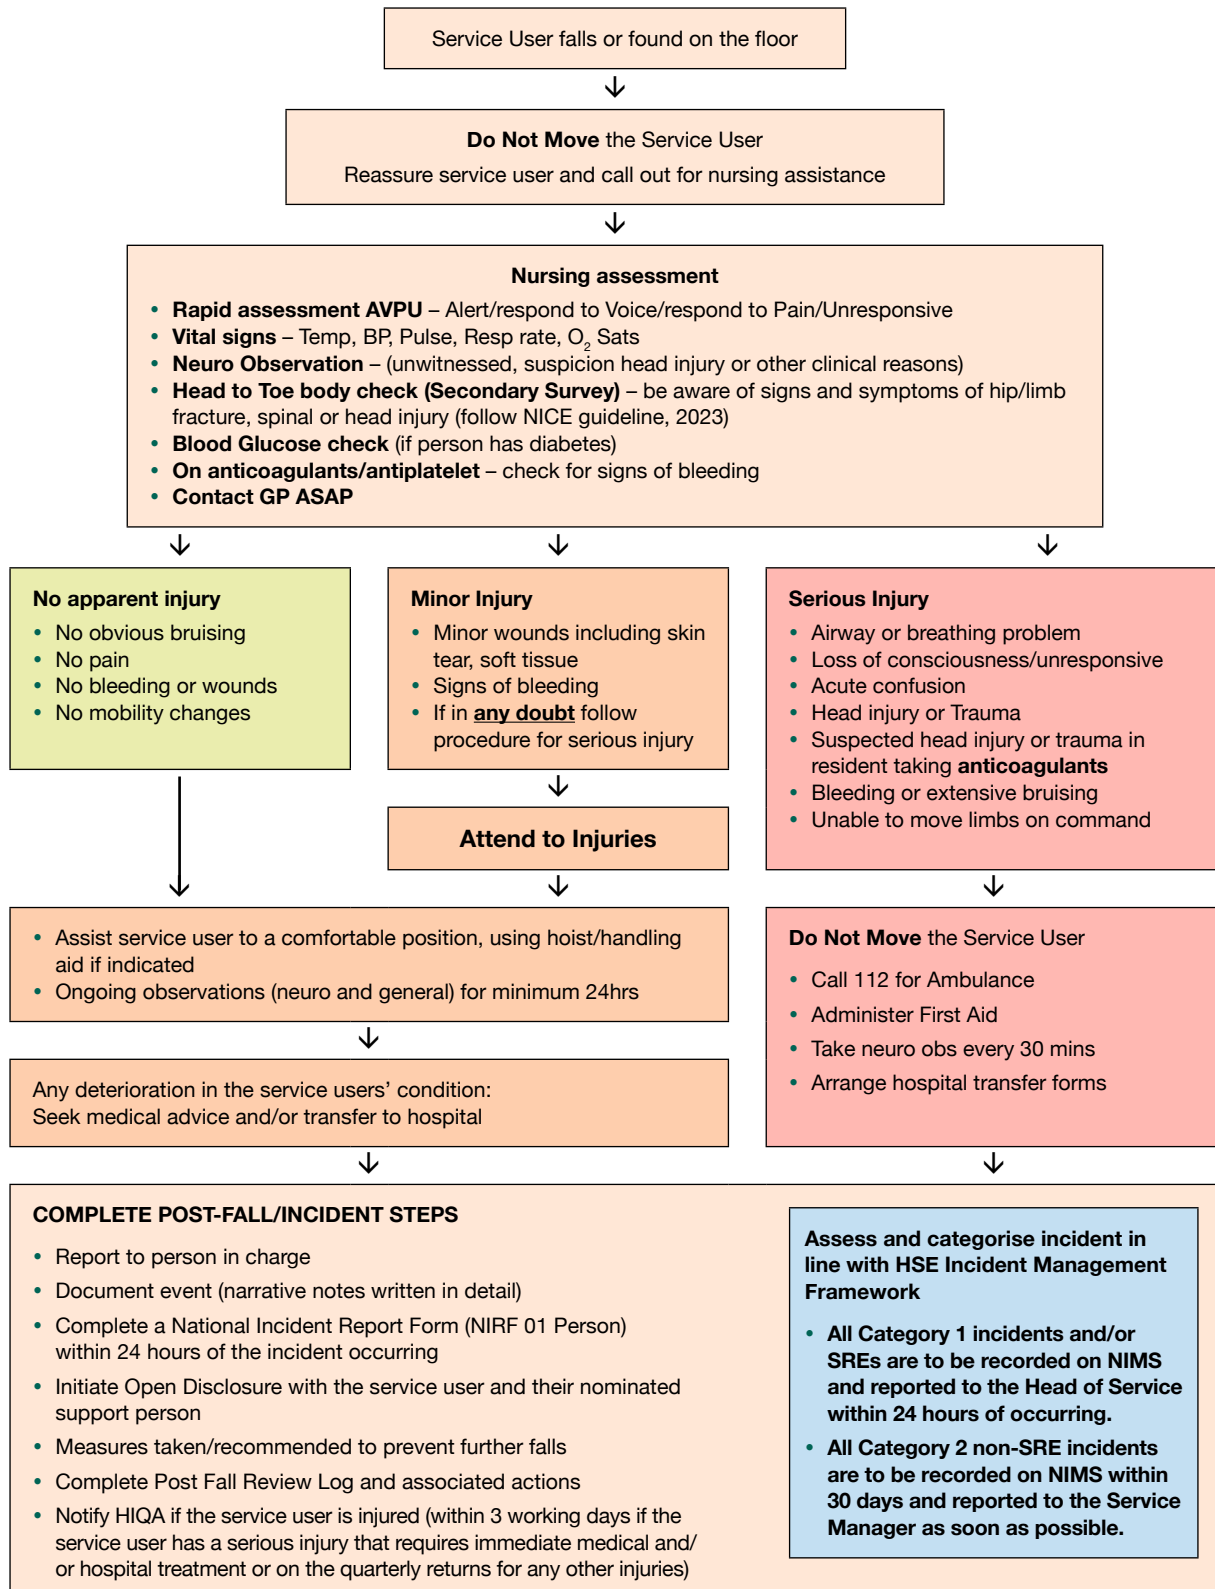 Service User falls or found on the floor
Do Not Move the Service User
Reassure service user and call out for nursing assistance
Nursing assessment
• Rapid assessment AVPU – Alert/respond to Voice/respond to Pain/Unresponsive
• Vital signs – Temp, BP, Pulse, Resp rate, O2 Sats
• Neuro Observation – (unwitnessed, suspicion head injury or other clinical reasons)
• Head to Toe body check (Secondary Survey) – be aware of signs and symptoms of hip/limb
fracture, spinal or head injury (follow NICE guideline, 2023)
• Blood Glucose check (if person has diabetes)
• On anticoagulants/antiplatelet – check for signs of bleeding
• Contact GP ASAP
No apparent injury
• No obvious bruising
• No pain
• No bleeding or wounds
• No mobility changes
Minor Injury
• Minor wounds including skin
tear, soft tissue
• Signs of bleeding
• If in any doubt follow
procedure for serious injury
Attend to Injuries
Serious Injury
• Airway or breathing problem
• Loss of consciousness/unresponsive
• Acute confusion
• Head injury or Trauma
• Suspected head injury or trauma in
resident taking anticoagulants
• Bleeding or extensive bruising
• Unable to move limbs on command
• Assist service user to a comfortable position, using hoist/handling
aid if indicated
• Ongoing observations (neuro and general) for minimum 24hrs
Any deterioration in the service users’ condition:
Seek medical advice and/or transfer to hospital
Do Not Move the Service User
• Call 112 for Ambulance
• Administer First Aid
• Take neuro obs every 30 mins
• Arrange hospital transfer forms
COMPLETE POST-FALL/INCIDENT STEPS
• Report to person in charge
• Document event (narrative notes written in detail)
• Complete a National Incident Report Form (NIRF 01 Person)
within 24 hours of the incident occurring
• Initiate Open Disclosure with the service user and their nominated
support person
• Measures taken/recommended to prevent further falls
• Complete Post Fall Review Log and associated actions
• Notify HIQA if the service user is injured (within 3 working days if the
service user has a serious injury that requires immediate medical and/
or hospital treatment or on the quarterly returns for any other injuries)
Assess and categorise incident in
line with HSE Incident Management
Framework
• All Category 1 incidents and/or
SREs are to be recorded on NIMS
and reported to the Head of Service
within 24 hours of occurring.
• All Category 2 non-SRE incidents
are to be recorded on NIMS within
30 days and reported to the Service
Manager as soon as possible.